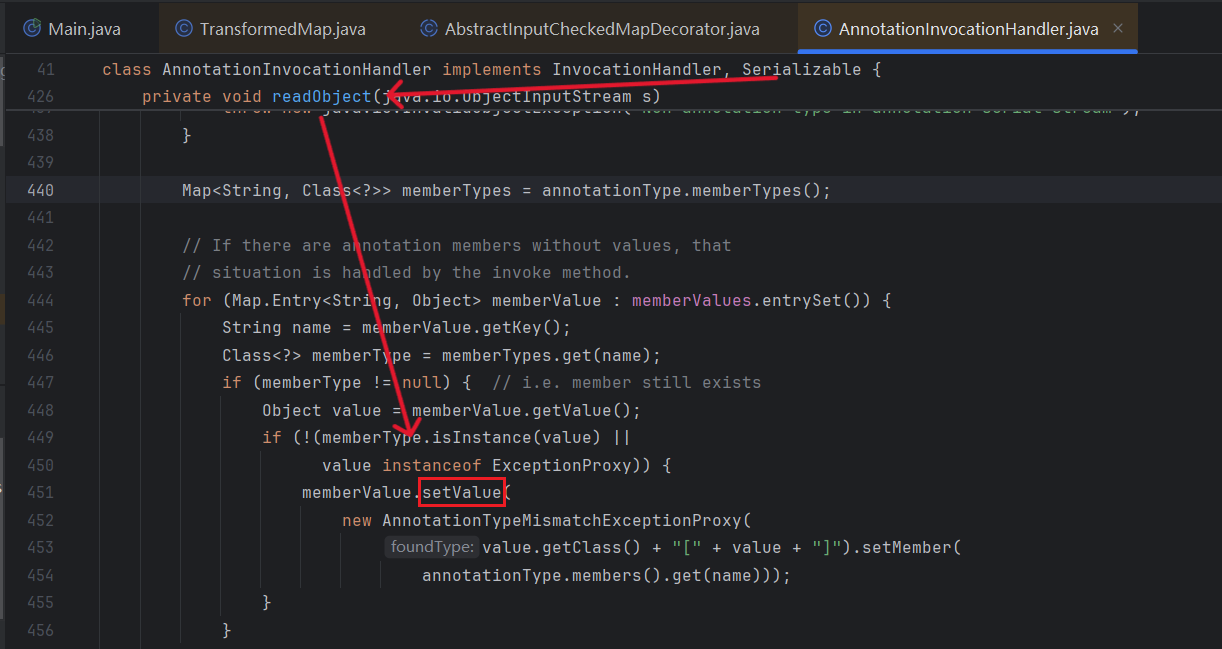 Main.java TransformedMap.java AbstractInputCheckedMapDecorator.java AnnotationInvocationHandler.java
41 class AnnotationInvocationHandler implements InvocationHandler, Serializable {
426 private void readObject(java.io.ObjectInputStream s)
438 }
439
440 Map<String, Class<?>> memberTypes = annotationType.memberTypes();
441
442 // If there are annotation members without values, that
443 // situation is handled by the invoke method.
444 for (Map.Entry<String, Object> memberValue : memberValues.entrySet()) {
445 String name = memberValue.getKey();
446 Class<?> memberType = memberTypes.get(name);
447 if (memberType != null) { // i.e. member still exists
448 Object value = memberValue.getValue();
449 if (!(memberType.isInstance(value) ||
450 value instanceof ExceptionProxy)) {
451 memberValue.setValue(
452 new AnnotationTypeMismatchExceptionProxy(
453 foundType: value.getClass() + "[" + value + "]").setMember(
454 annotationType.members().get(name)));
455 }
456 }